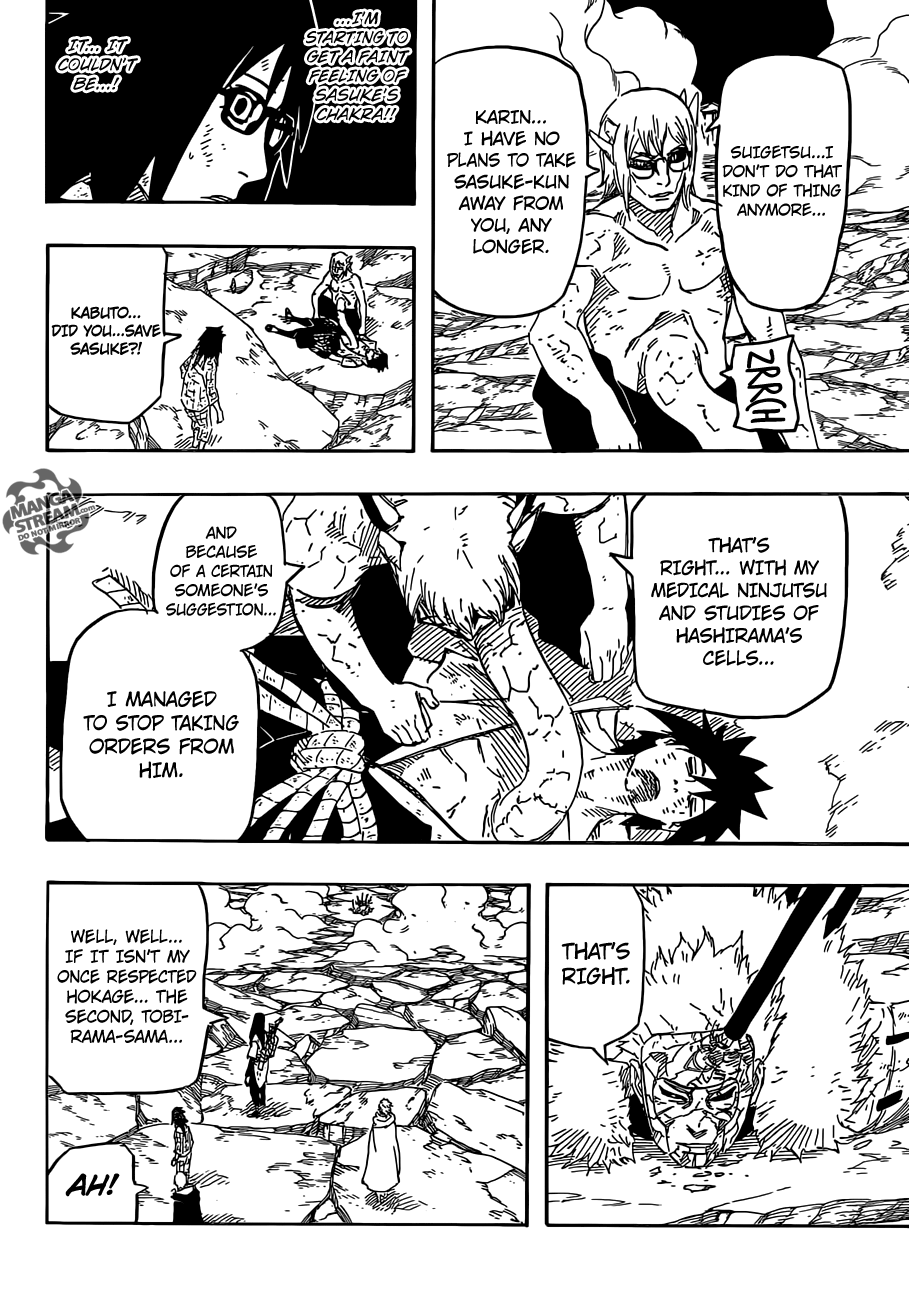 SUIGETSU...I
DON'T DO THAT
KIND OF THING
ANYMORE...
KARIN...
I HAVE NO
PLANS TO TAKE
SASUKE-KUN
AWAY FROM
YOU, ANY
LONGER.
ZRRCH
...I'M
STARTING TO
GET A FAINT
FEELING OF
SASUKE'S
CHAKRA!!
IT... IT
COULDN'T
BE...!
KABUTO...
DID YOU...SAVE
SASUKE?!
MANGA
STREAM.com
DO NOT MIRROR
THAT'S
RIGHT... WITH MY
MEDICAL NINJUTSU
AND STUDIES OF
HASHIRAMA'S
CELLS...
AND
BECAUSE
OF A CERTAIN
SOMEONE'S
SUGGESTION...
I MANAGED
TO STOP TAKING
ORDERS FROM
HIM.
THAT'S
RIGHT.
WELL, WELL...
IF IT ISN'T MY
ONCE RESPECTED
HOKAGE... THE
SECOND, TOBI-
RAMA-SAMA...
AH!